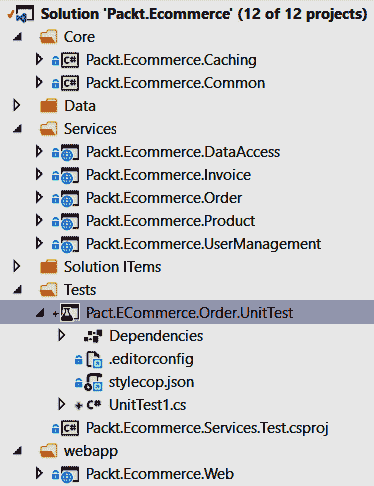 Solution 'Packt.Ecommerce' (12 of 12 projects)
Core
C# Packt.Ecommerce.Caching
C# Packt.Ecommerce.Common
Data
Services
Packt.Ecommerce.DataAccess
Packt.Ecommerce.Invoice
Packt.Ecommerce.Order
Packt.Ecommerce.Product
Packt.Ecommerce.UserManagement
Solution ITems
Tests
Pact.ECommerce.Order.UnitTest
Dependencies
.editorconfig
stylecop.json
C# UnitTest1.cs
C# Packt.Ecommerce.Services.Test.csproj
webapp
Packt.Ecommerce.Web